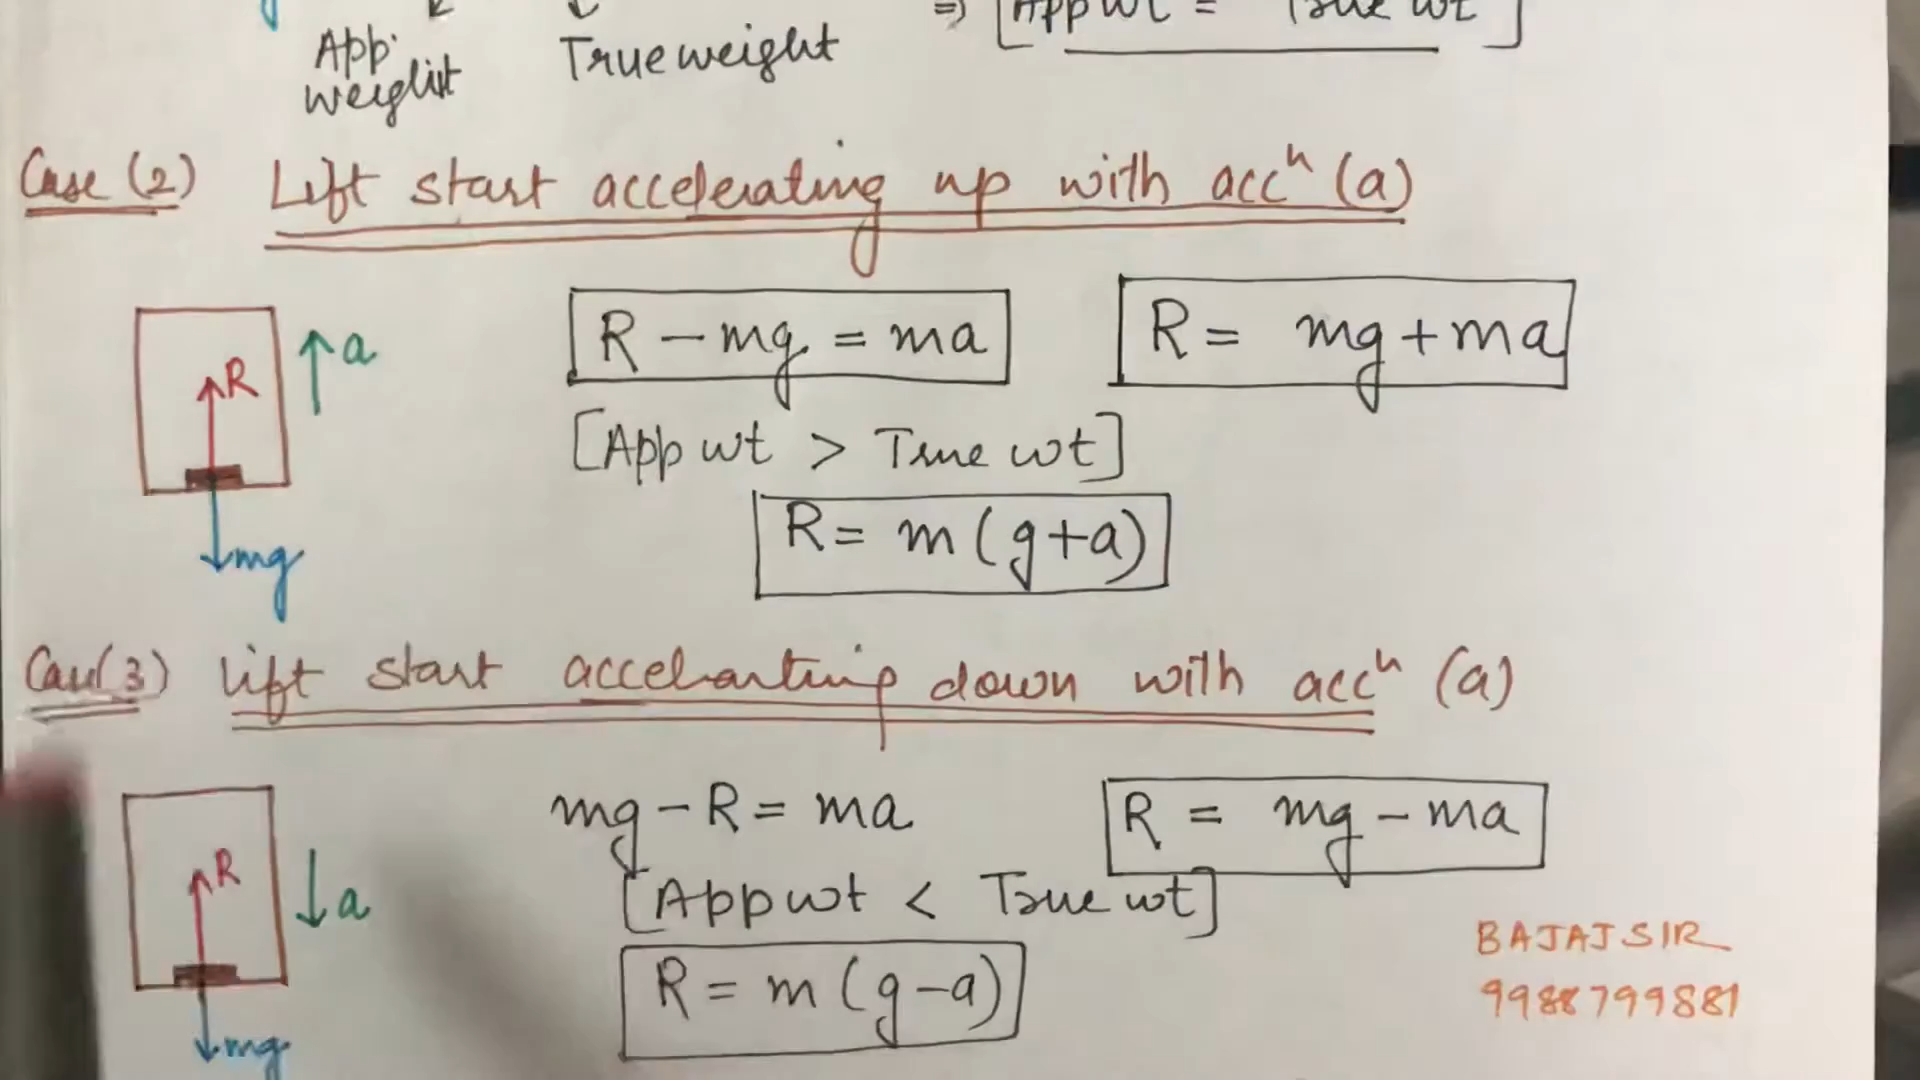 App. weight
True weight
⇒ [App wt = True wt]
Case (2) Lift start accelerating up with accⁿ (a)
R
↑a
mg
R - mg = ma
R = mg + ma
[App wt > True wt]
R = m(g+a)
Case (3) Lift start accelarting down with accⁿ (a)
R
↓a
mg
mg - R = ma
R = mg - ma
[App wt < True wt]
R = m(g-a)
BAJAJ SIR
9988799881